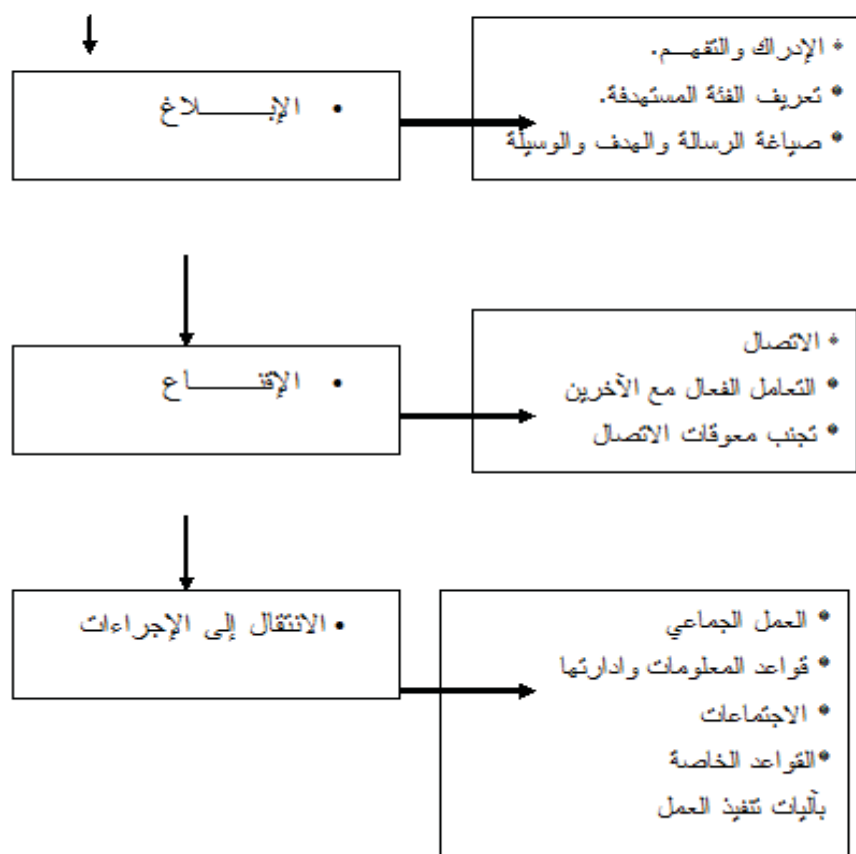 • الإبـــــلاغ
• الإدراك والتفهـم.
• تعريف الفئة المستهدفة.
• صياغة الرسالة والهدف والوسيلة
• الإقنـــــاع
• الاتصال
• التعامل الفعال مع الآخرين
• تجنب معوقات الاتصال
• الانتقال إلى الإجراءات
• العمل الجماعي
• قواعد المعلومات وادارتها
• الاجتماعات
•القواعد الخاصة
بآليات تنفيذ العمل